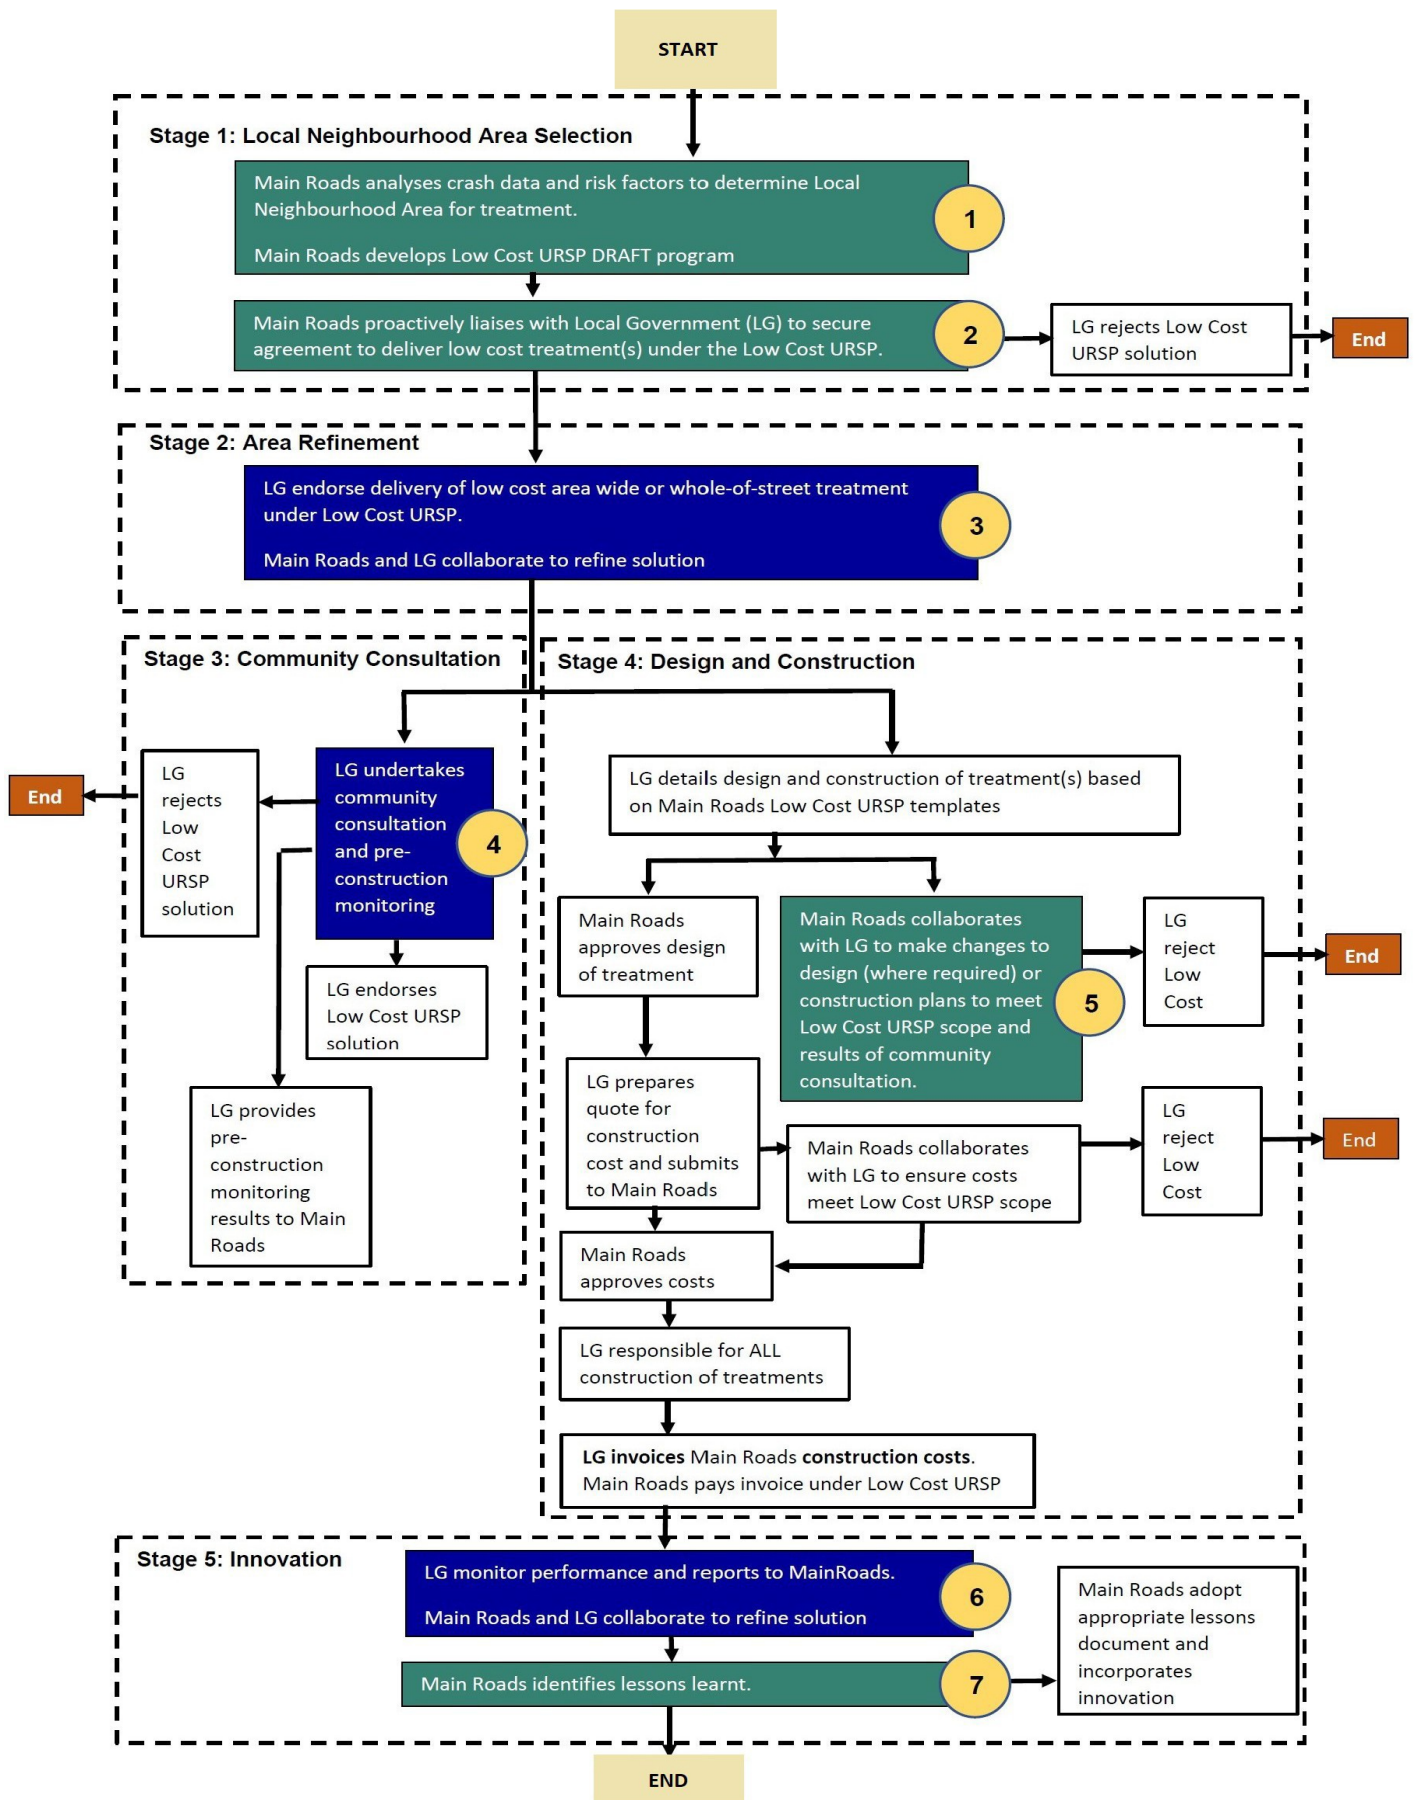 START
Stage 1: Local Neighbourhood Area Selection
Main Roads analyses crash data and risk factors to determine Local
Neighbourhood Area for treatment.
Main Roads develops Low Cost URSP DRAFT program
1
Main Roads proactively liaises with Local Government (LG) to secure
agreement to deliver low cost treatment(s) under the Low Cost URSP.
2
LG rejects Low Cost
URSP solution
End
Stage 2: Area Refinement
LG endorse delivery of low cost area wide or whole-of-street treatment
under Low Cost URSP.
Main Roads and LG collaborate to refine solution
3
Stage 3: Community Consultation
End
LG
rejects
Low
Cost
URSP
solution
LG undertakes
community
consultation
and pre-
construction
monitoring
4
LG endorses
Low Cost URSP
solution
LG provides
pre-
construction
monitoring
results to Main
Roads
Stage 4: Design and Construction
LG details design and construction of treatment(s) based
on Main Roads Low Cost URSP templates
Main Roads
approves design
of treatment
Main Roads collaborates
with LG to make changes to
design (where required) or
construction plans to meet
Low Cost URSP scope and
results of community
consultation.
5
LG
reject
Low
Cost
End
LG prepares
quote for
construction
cost and submits
to Main Roads
Main Roads collaborates
with LG to ensure costs
meet Low Cost URSP scope
LG
reject
Low
Cost
End
Main Roads
approves costs
LG responsible for ALL
construction of treatments
LG invoices Main Roads construction costs.
Main Roads pays invoice under Low Cost URSP
Stage 5: Innovation
LG monitor performance and reports to MainRoads.
Main Roads and LG collaborate to refine solution
6
Main Roads identifies lessons learnt.
7
Main Roads adopt
appropriate lessons
document and
incorporates
innovation
END